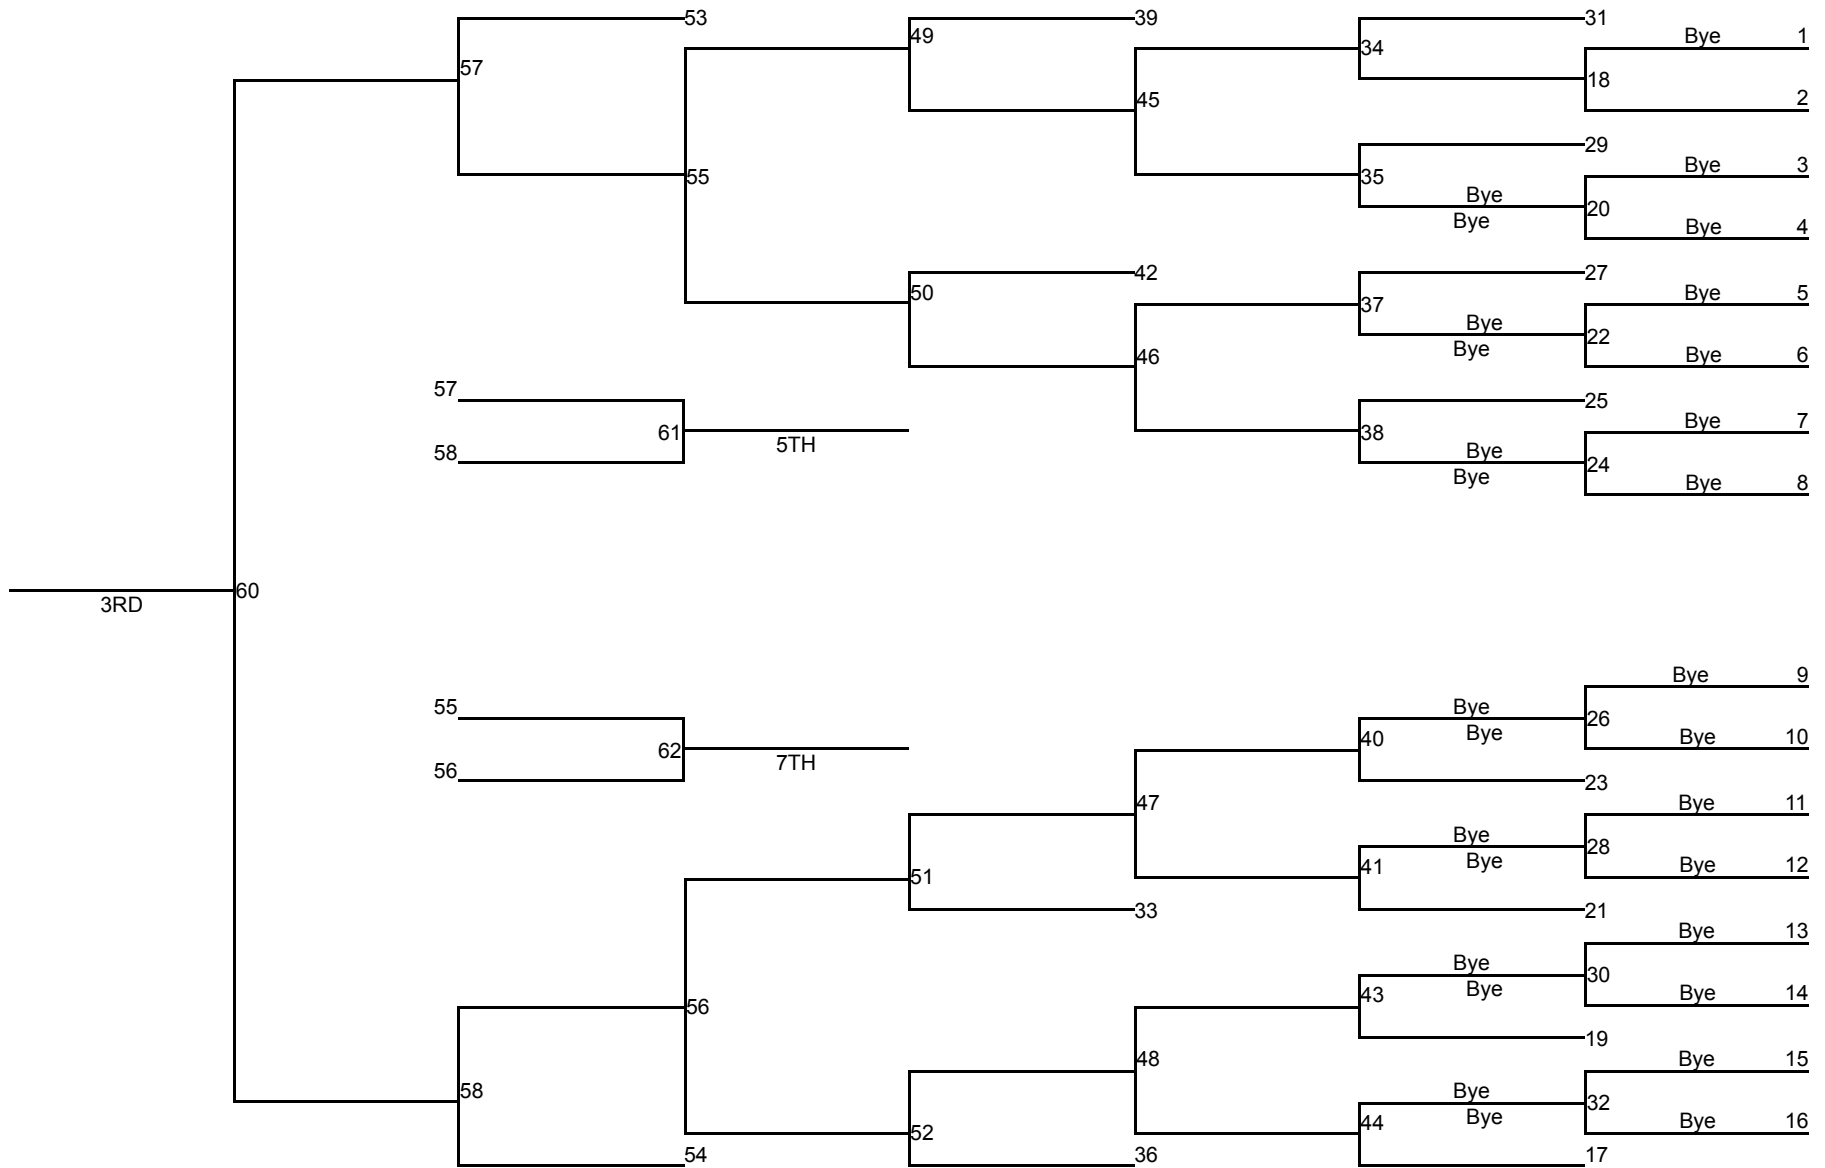 53 39 31
49 Bye 1
34
57
18
45 2
29
Bye 3
55 35
Bye
20
Bye Bye 4
42 27
50 Bye 5
37
Bye
22
46 Bye Bye 6
57
25
Bye 7
61 38
5TH
58 Bye
24
Bye Bye 8
60
3RD
Bye 9
55 Bye
26
Bye Bye 10
62 40
7TH
56
23
47 Bye 11
Bye
28
Bye Bye 12
41
51
33 21
Bye 13
Bye
30
43 Bye Bye 14
56
19
48 Bye 15
58 Bye
32
Bye Bye 16
44
52
54 36 17